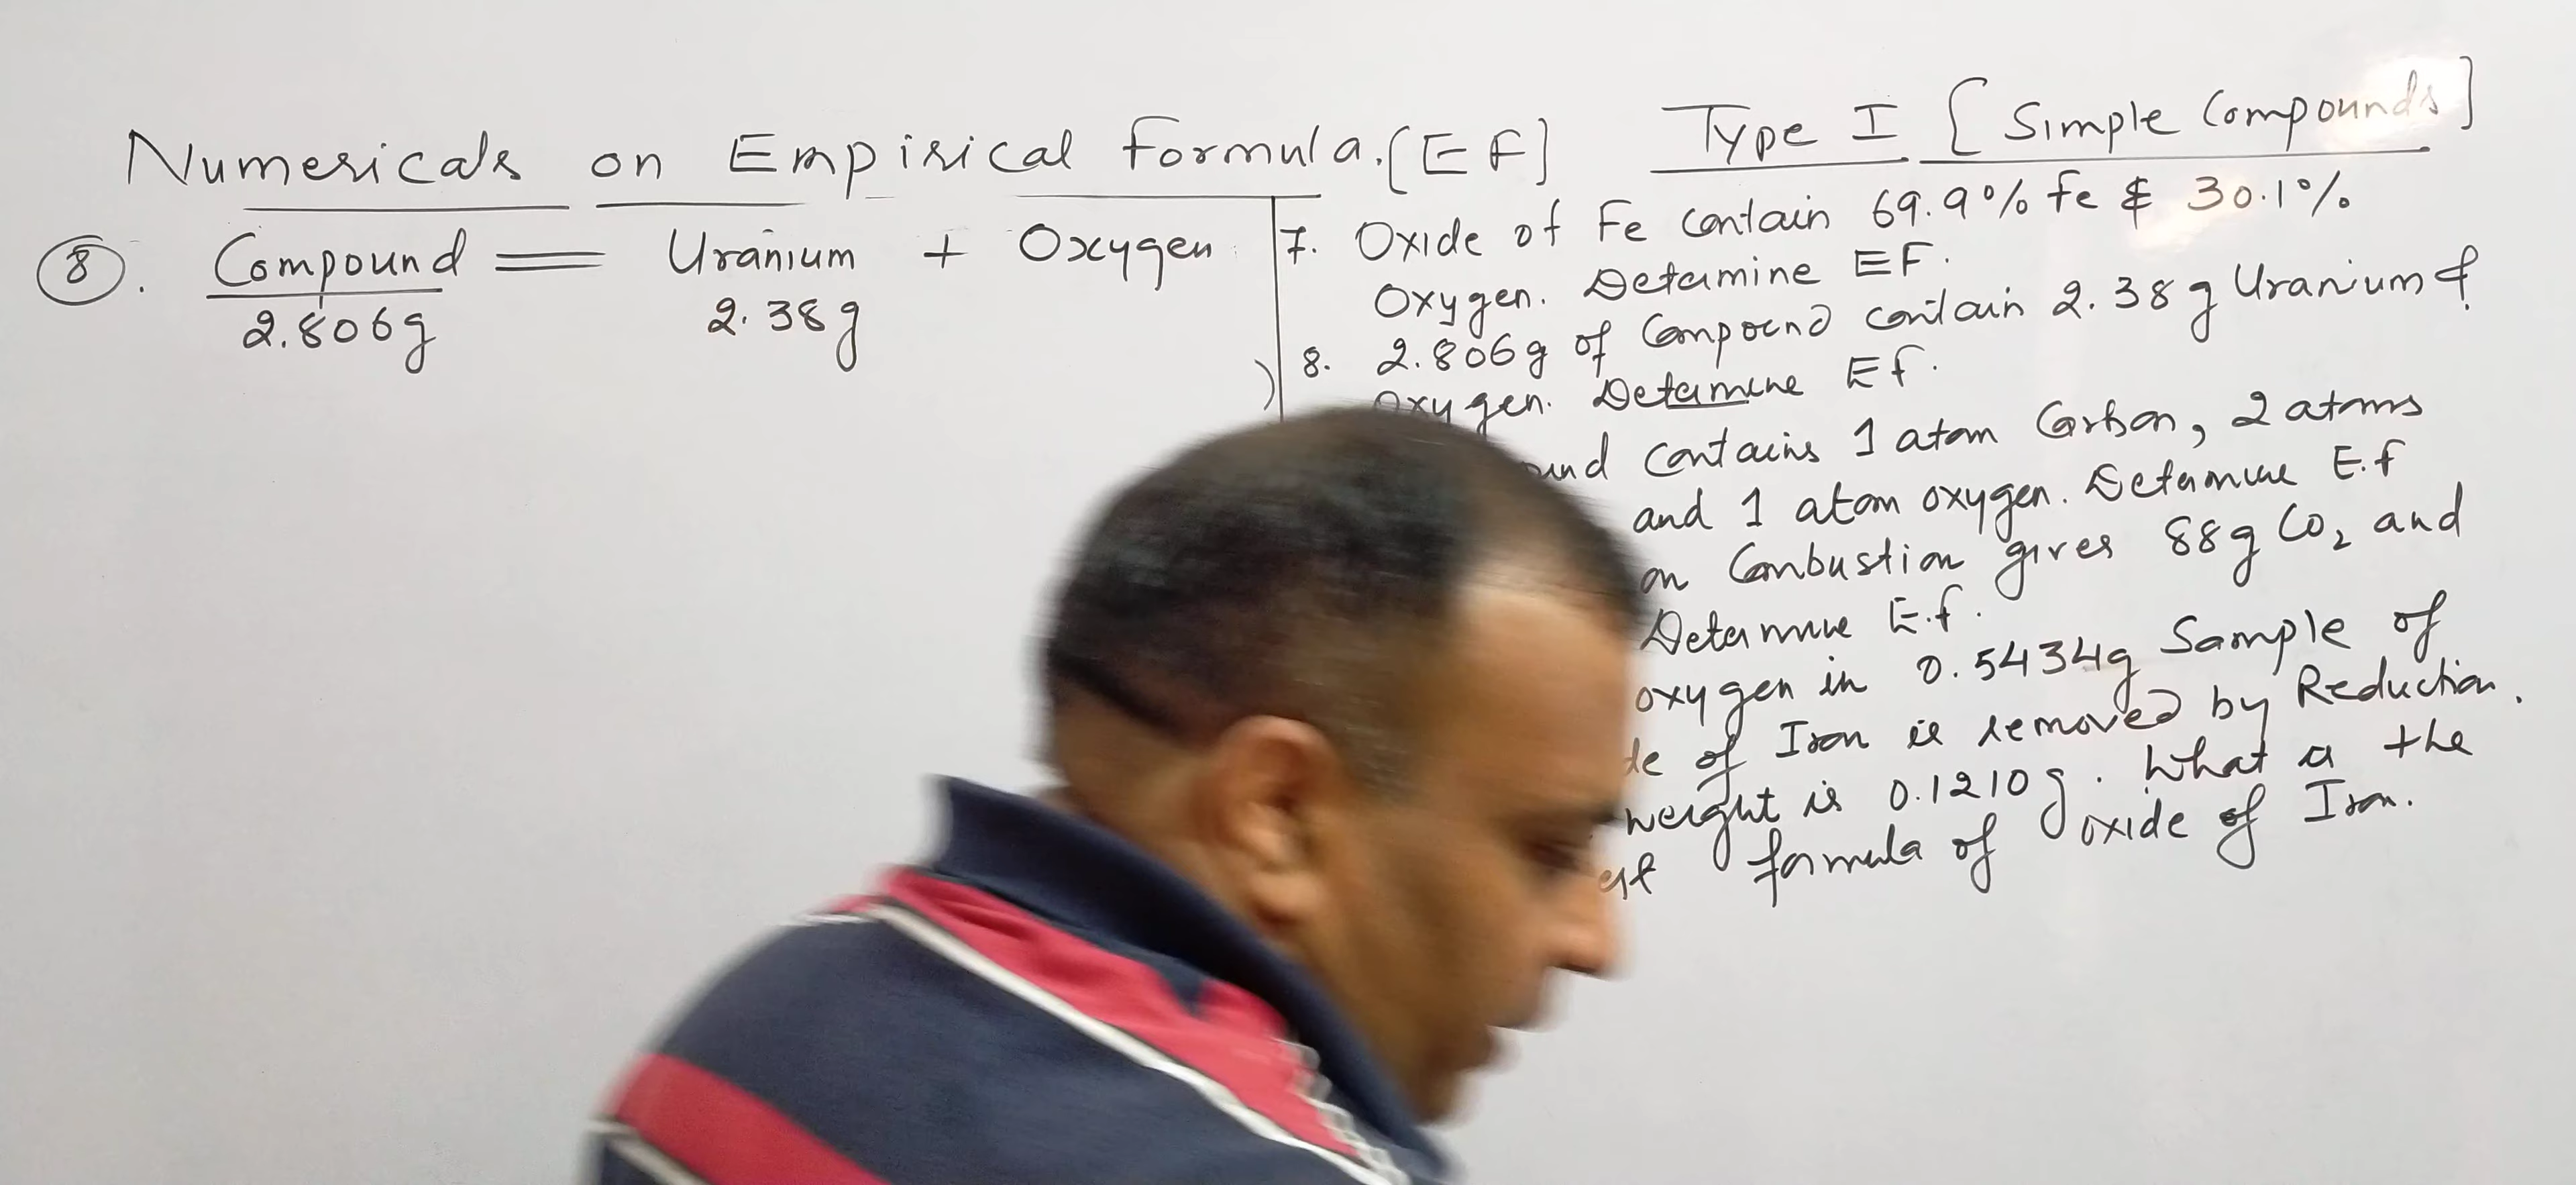 Numericals on Empirical Formula. [EF]
Type I [Simple Compounds]
8. Compound = Uranium + Oxygen
2.806g 2.38g
7. Oxide of Fe contain 69.9% Fe & 30.1%
Oxygen. Determine EF.
8. 2.806g of Compound contain 2.38g Uranium &
Oxygen. Determine EF.
contains 1 atom Carbon, 2 atoms
and 1 atom oxygen. Determine E.F
on Combustion gives 88g CO2 and
Determine E.F.
oxygen in 0.5434g Sample of
of Iron is removed by Reduction.
weight is 0.1210g. What is the
formula of oxide of Iron.